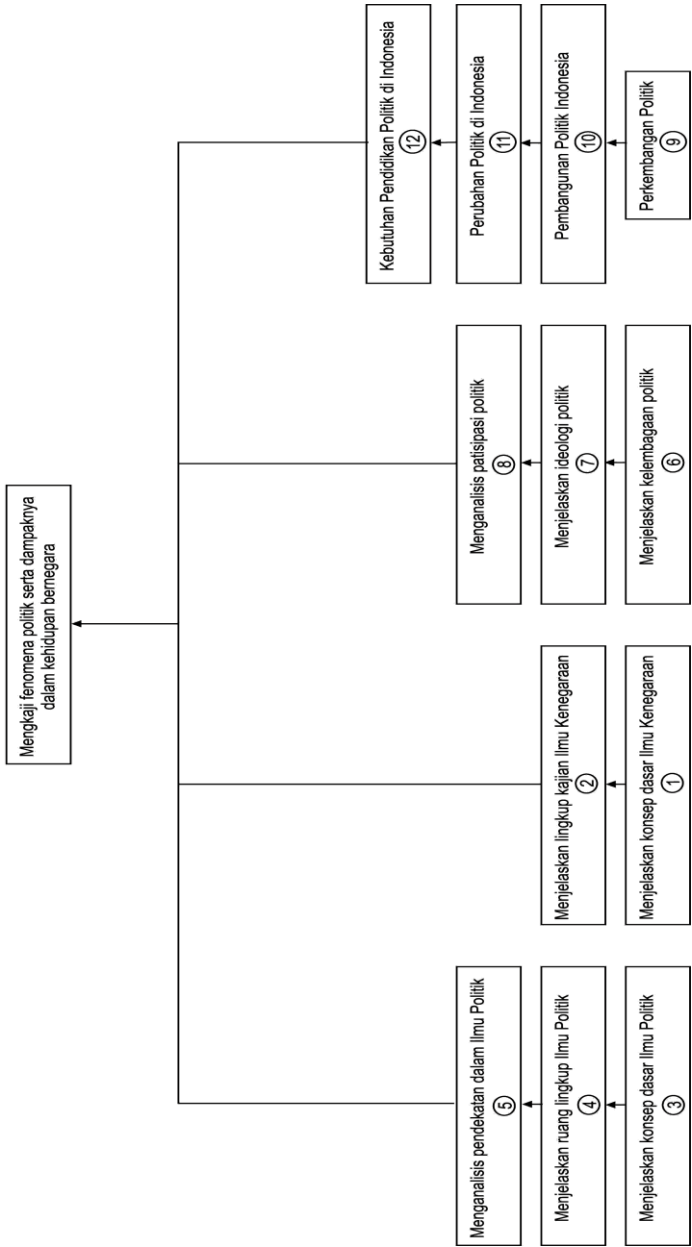 Mengkaji fenomena politik serta dampaknya
dalam kehidupan bernegara
Menganalisis pendekatan dalam Ilmu Politik
5
Menjelaskan ruang lingkup Ilmu Politik
4
Menjelaskan konsep dasar Ilmu Politik
3
Menjelaskan lingkup kajian Ilmu Kenegaraan
2
Menjelaskan konsep dasar Ilmu Kenegaraan
1
Menganalisis patisipasi politik
8
Menjelaskan ideologi politik
7
Menjelaskan kelembagaan politik
6
Kebutuhan Pendidikan Politik di Indonesia
12
Perubahan Politik di Indonesia
11
Pembangunan Politik Indonesia
10
Perkembangan Politik
9